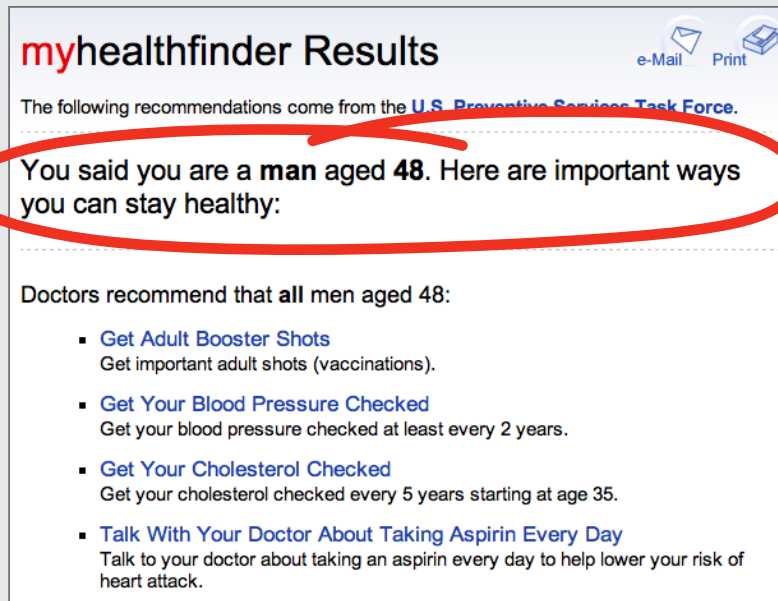 myhealthfinder Results
e-Mail Print
The following recommendations come from the U.S. Preventive Services Task Force.
You said you are a man aged 48. Here are important ways
you can stay healthy:
Doctors recommend that all men aged 48:
▪ Get Adult Booster Shots
Get important adult shots (vaccinations).
▪ Get Your Blood Pressure Checked
Get your blood pressure checked at least every 2 years.
▪ Get Your Cholesterol Checked
Get your cholesterol checked every 5 years starting at age 35.
▪ Talk With Your Doctor About Taking Aspirin Every Day
Talk to your doctor about taking an aspirin every day to help lower your risk of
heart attack.